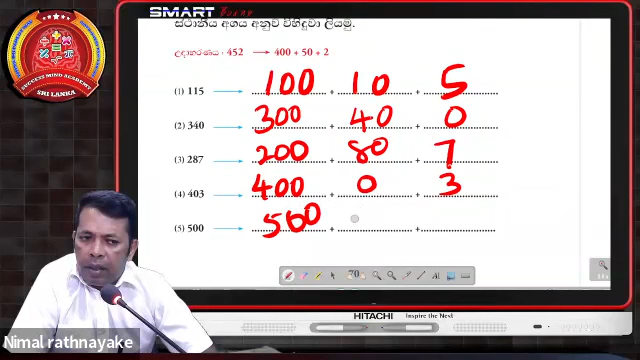 SMART
ස්ථානීය අගය අනුව විහිදුවා ලියමු.
උදාහරණය - 452 → 400 + 50 + 2
(1) 115 → 100 + 10 + 5
(2) 340 → 300 + 40 + 0
(3) 287 → 200 + 80 + 7
(4) 403 → 400 + 0 + 3
(5) 500 → 500 + +
SUCCESS MIND ACADEMY
SRI LANKA
70
HITACHI Inspire the Next
Nimal rathnayake